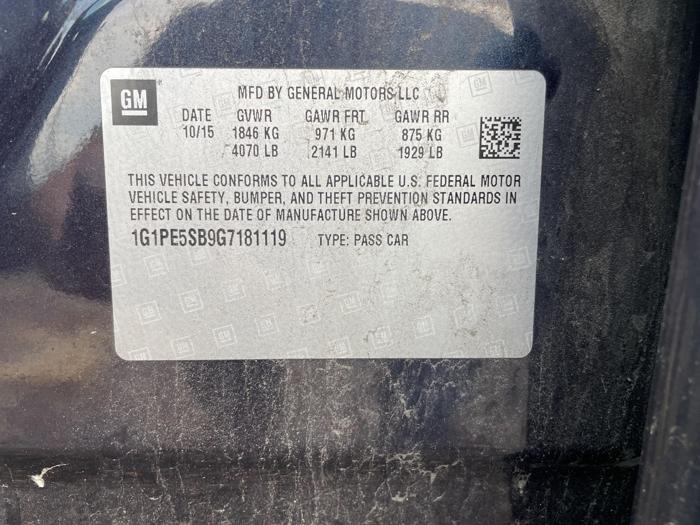 GM
MFD BY GENERAL MOTORS LLC
DATE GVWR GAWR FRT GAWR RR
10/15 1846 KG 971 KG 875 KG
4070 LB 2141 LB 1929 LB
THIS VEHICLE CONFORMS TO ALL APPLICABLE U.S. FEDERAL MOTOR
VEHICLE SAFETY, BUMPER, AND THEFT PREVENTION STANDARDS IN
EFFECT ON THE DATE OF MANUFACTURE SHOWN ABOVE.
1G1PE5SB9G7181119 TYPE: PASS CAR